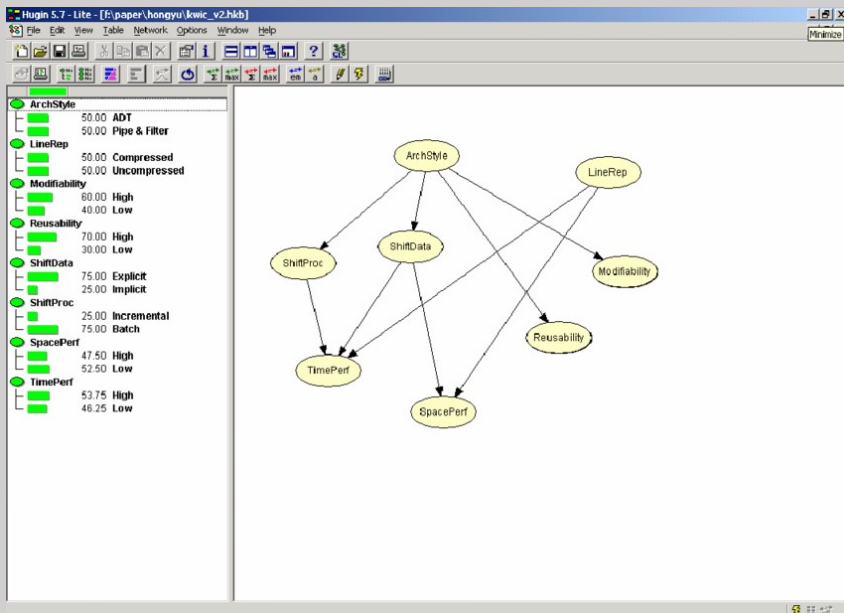 Hugin 5.7 - Lite - [f:\paper\hongyu\kwic_v2.hkb]
File Edit View Table Network Options Window Help
Minimize
ArchStyle
50.00 ADT
50.00 Pipe & Filter
LineRep
50.00 Compressed
50.00 Uncompressed
Modifiability
60.00 High
40.00 Low
Reusability
70.00 High
30.00 Low
ShiftData
75.00 Explicit
25.00 Implicit
ShiftProc
25.00 Incremental
75.00 Batch
SpacePerf
47.50 High
52.50 Low
TimePerf
53.75 High
46.25 Low
ArchStyle
LineRep
ShiftData
ShiftProc
Modifiability
Reusability
TimePerf
SpacePerf